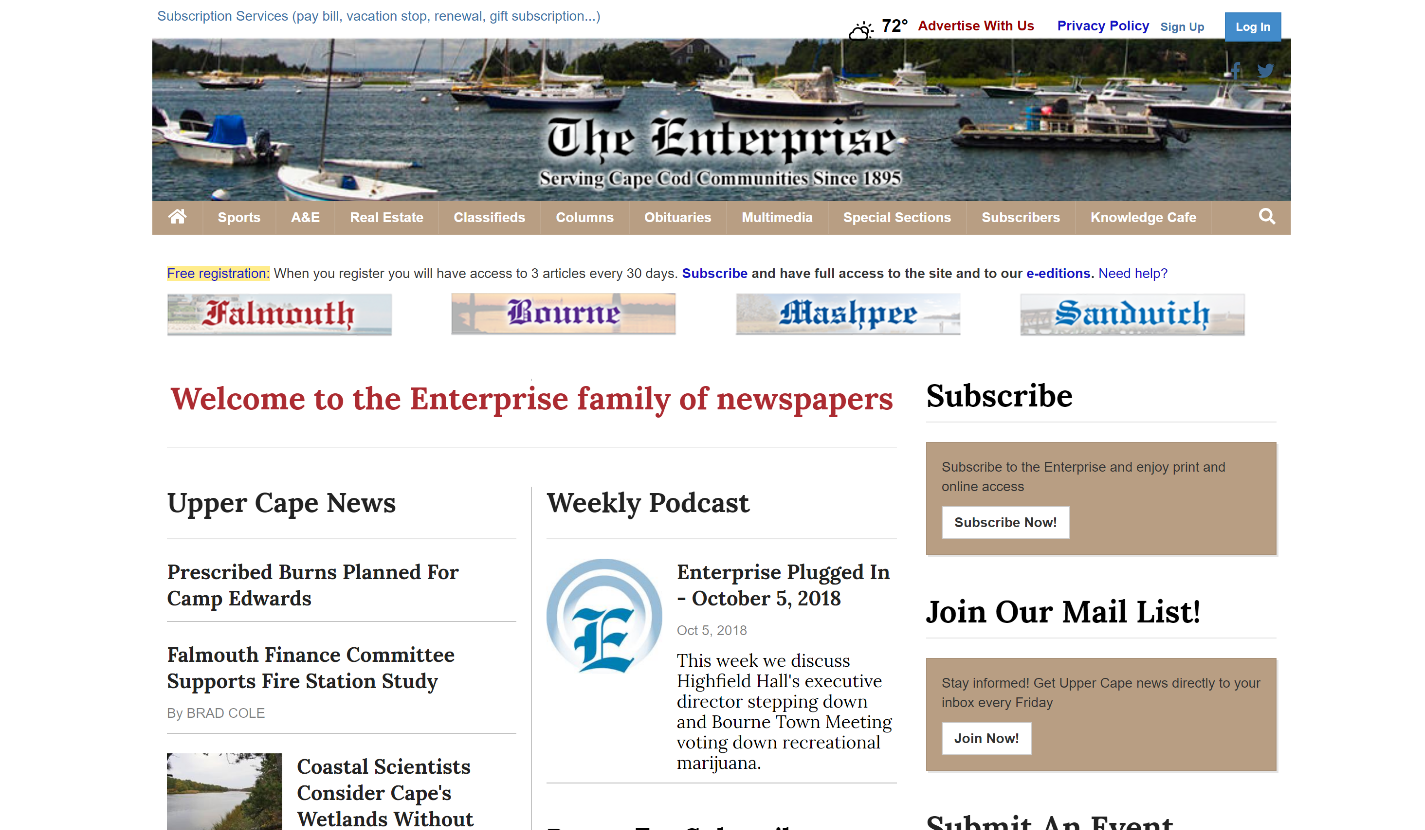 Subscription Services (pay bill, vacation stop, renewal, gift subscription...)
72° Advertise With Us Privacy Policy Sign Up Log In
The Enterprise
Serving Cape Cod Communities Since 1895
Sports A&E Real Estate Classifieds Columns Obituaries Multimedia Special Sections Subscribers Knowledge Cafe
Free registration: When you register you will have access to 3 articles every 30 days. Subscribe and have full access to the site and to our e-editions. Need help?
Falmouth Bourne Mashpee Sandwich
Welcome to the Enterprise family of newspapers
Upper Cape News
Prescribed Burns Planned For
Camp Edwards
Falmouth Finance Committee
Supports Fire Station Study
By BRAD COLE
Coastal Scientists
Consider Cape's
Wetlands Without
Weekly Podcast
E
Enterprise Plugged In
- October 5, 2018
Oct 5, 2018
This week we discuss
Highfield Hall's executive
director stepping down
and Bourne Town Meeting
voting down recreational
marijuana.
Subscribe
Subscribe to the Enterprise and enjoy print and
online access
Subscribe Now!
Join Our Mail List!
Stay informed! Get Upper Cape news directly to your
inbox every Friday
Join Now!
Submit An Event